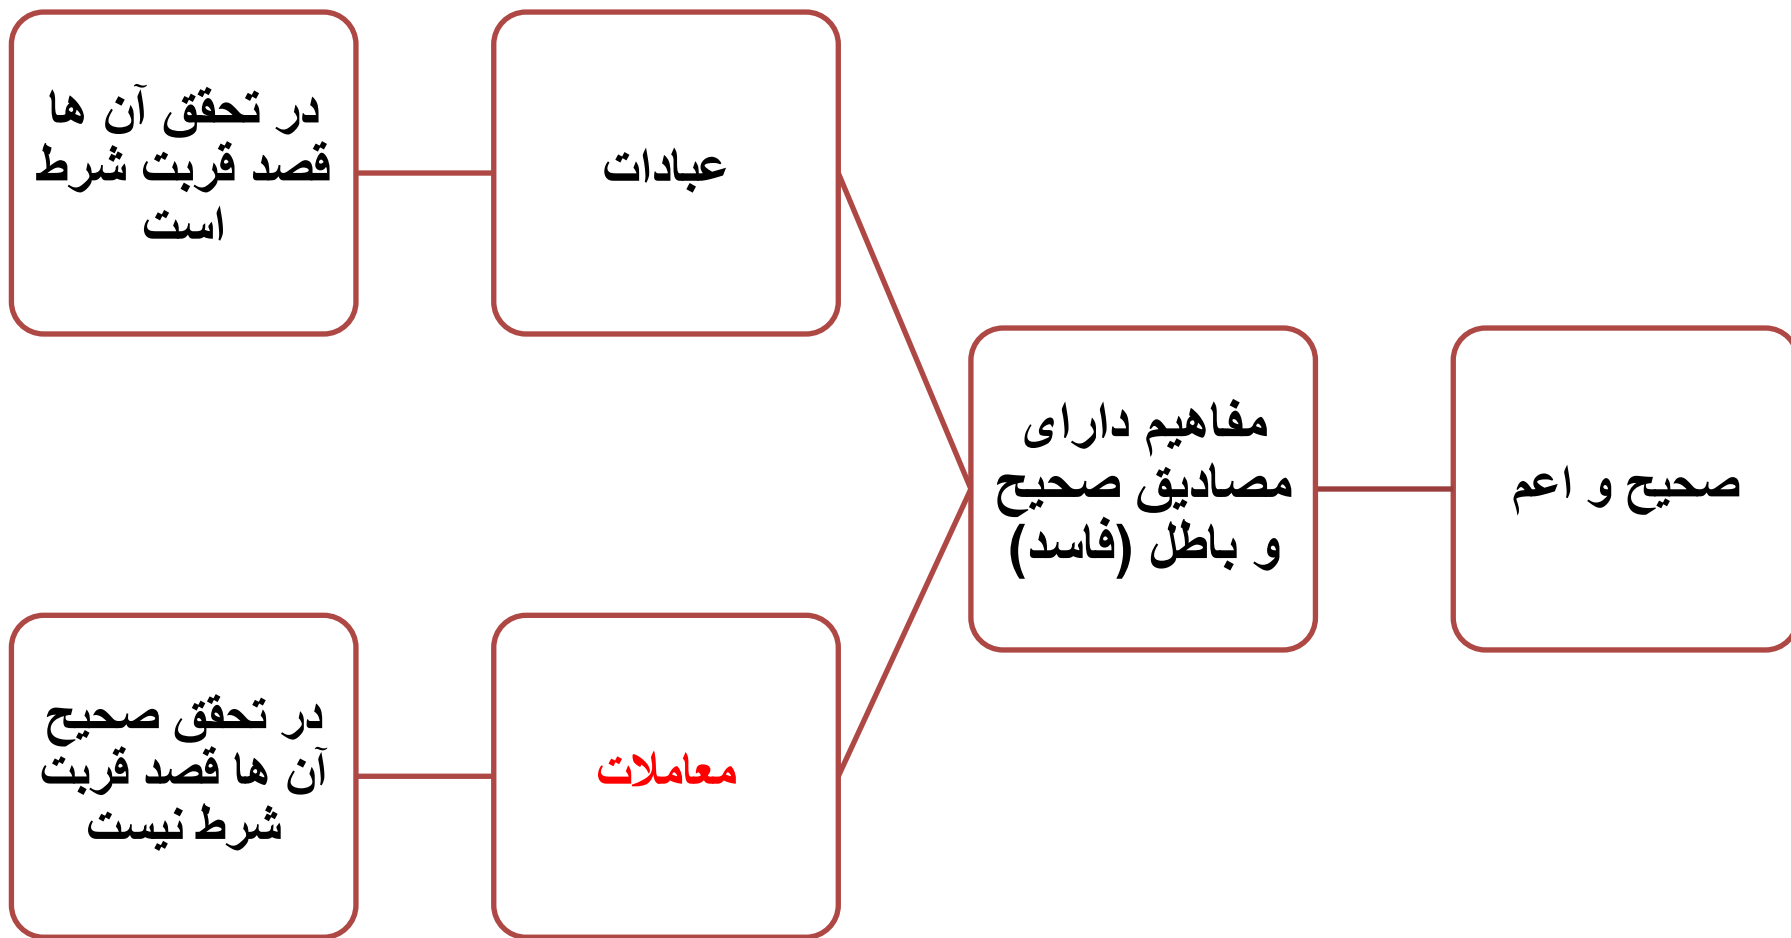 صحیح و اعم
مفاهیم دارای
مصادیق صحیح
و باطل (فاسد)
عبادات
در تحقق آن ها
قصد قربت شرط
است
معاملات
در تحقق صحیح
آن ها قصد قربت
شرط نیست